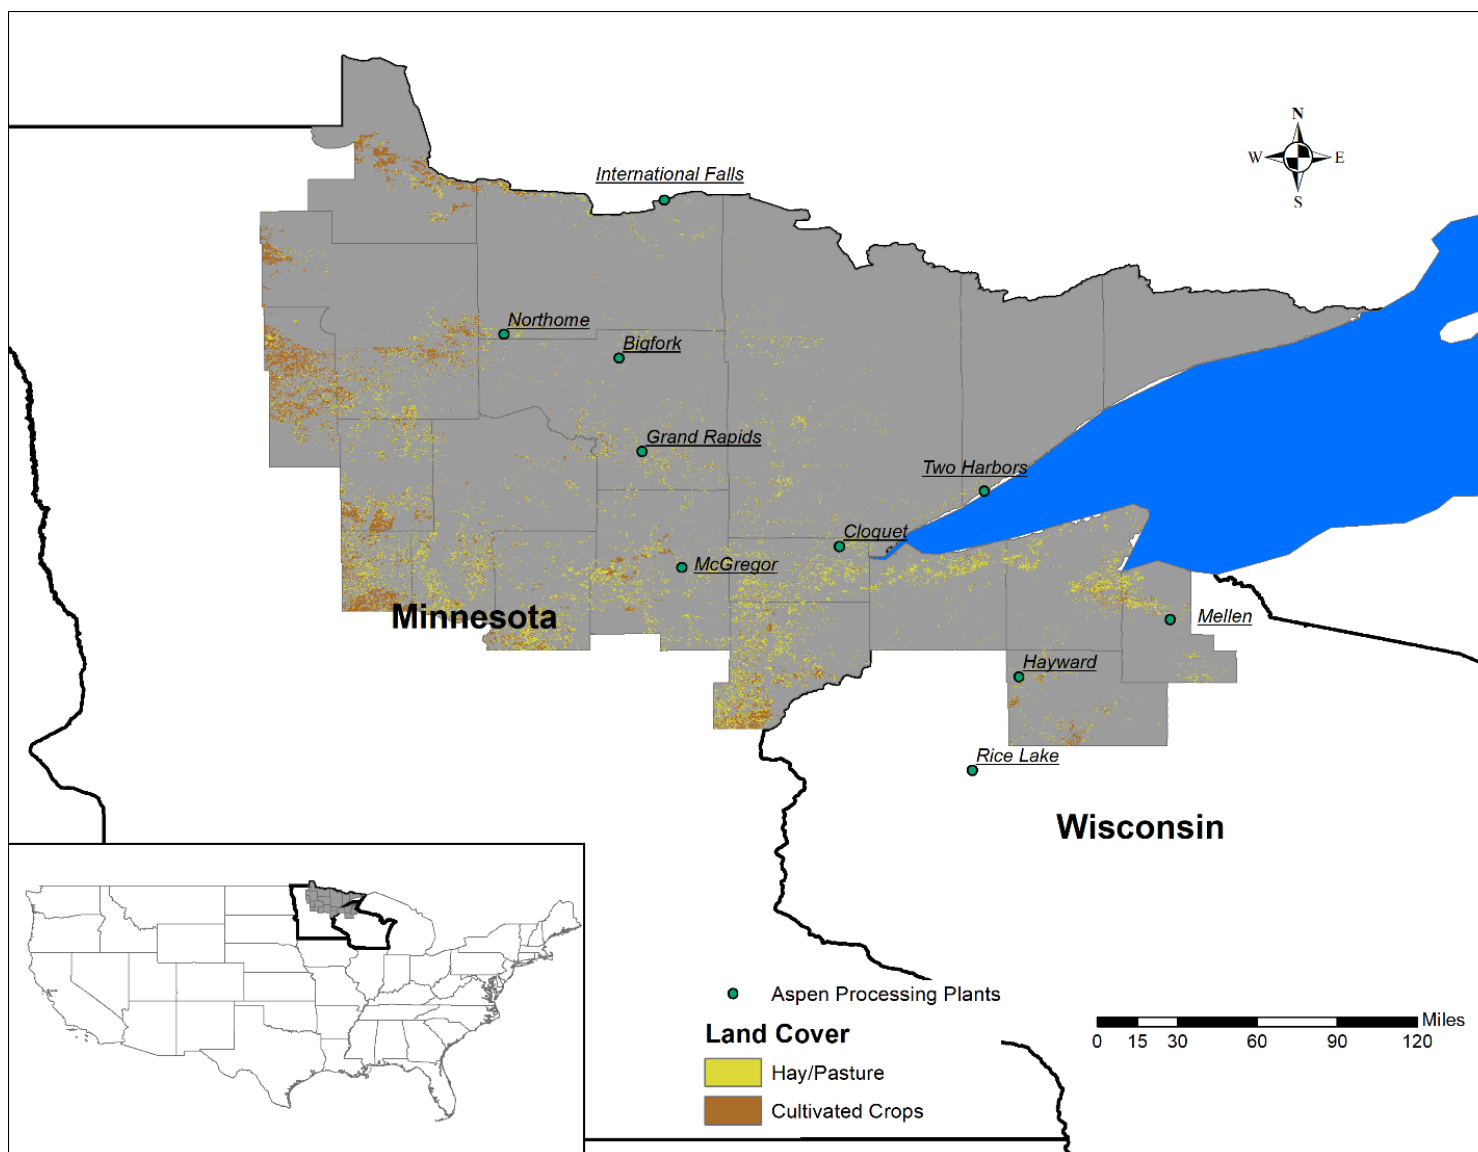 N
W E
S
International Falls
Northome
Bigfork
Grand Rapids
Two Harbors
Cloquet
McGregor
Minnesota
Mellen
Hayward
Rice Lake
Wisconsin
Aspen Processing Plants
Land Cover
Hay/Pasture
Cultivated Crops
Miles
0 15 30 60 90 120